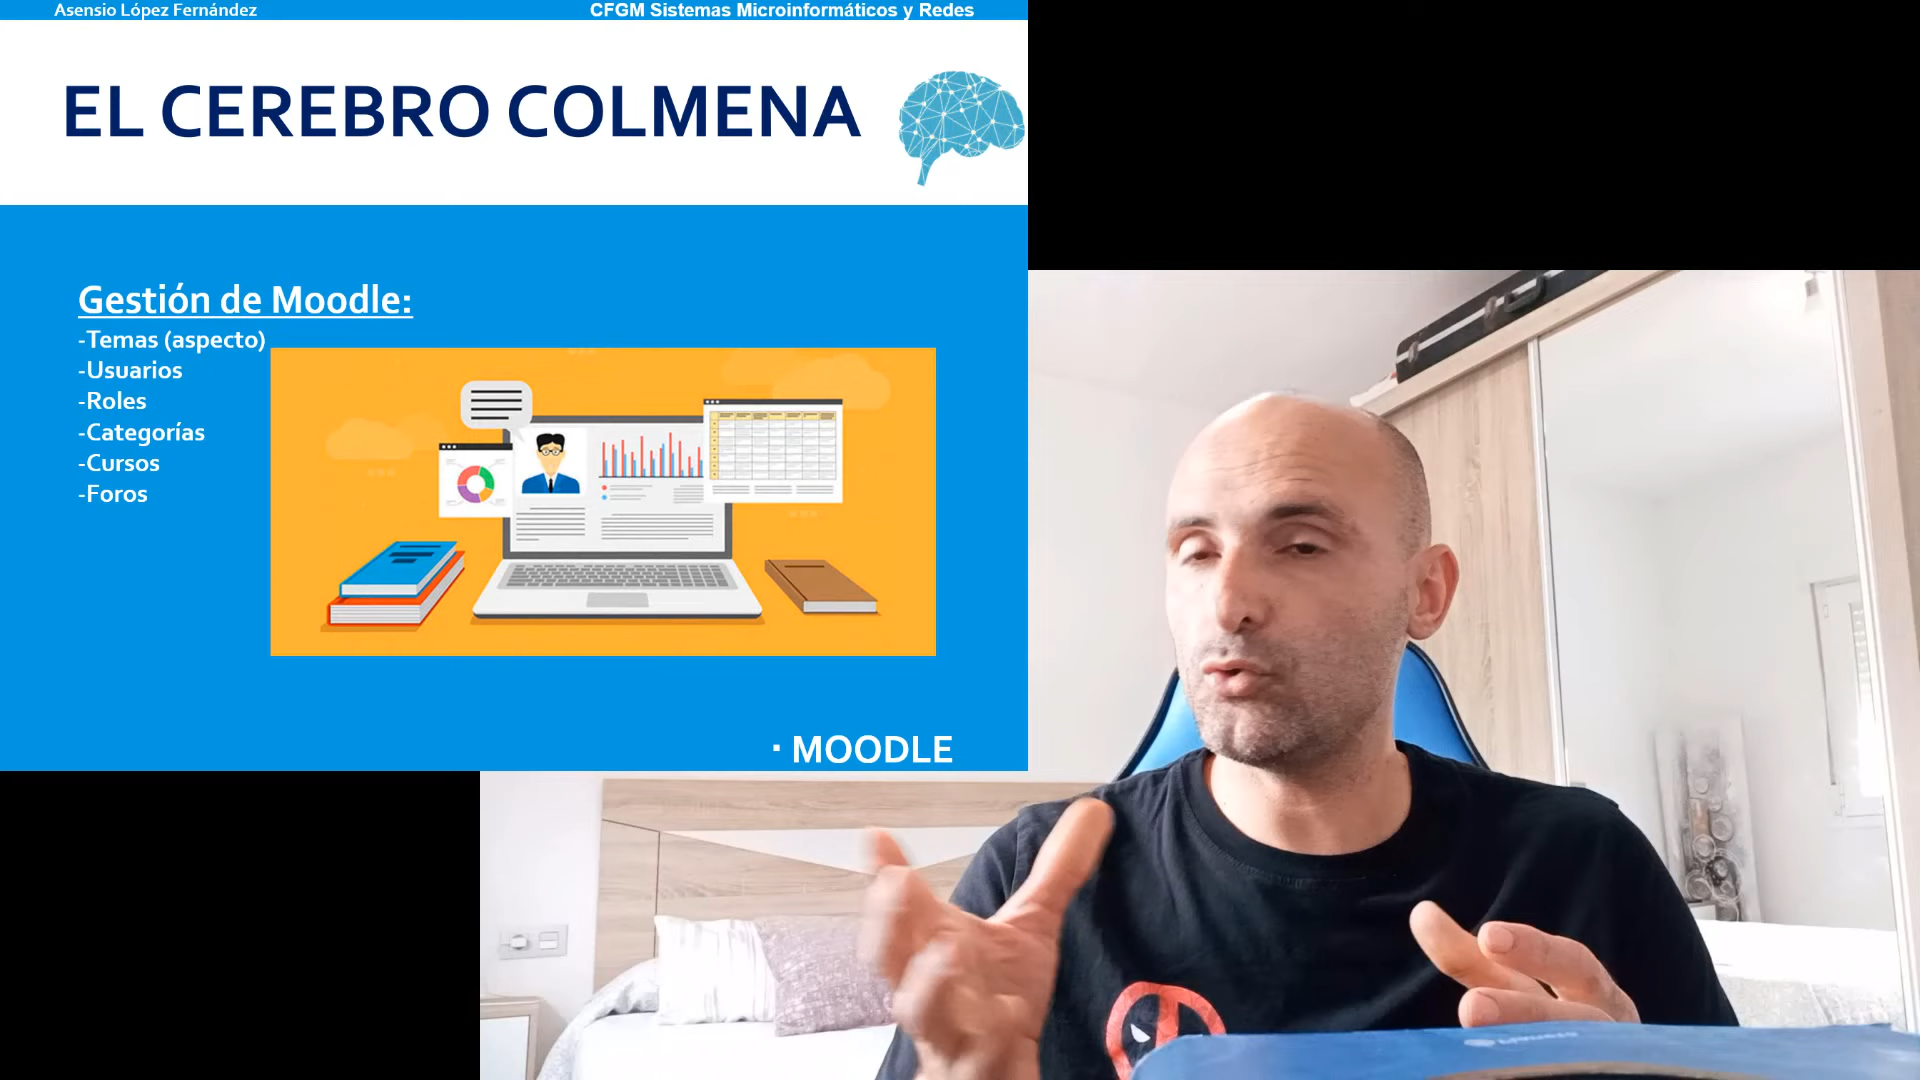 Asensio López Fernández
CFGM Sistemas Microinformáticos y Redes
EL CEREBRO COLMENA
Gestión de Moodle:
-Temas (aspecto)
-Usuarios
-Roles
-Categorías
-Cursos
-Foros
▪ MOODLE